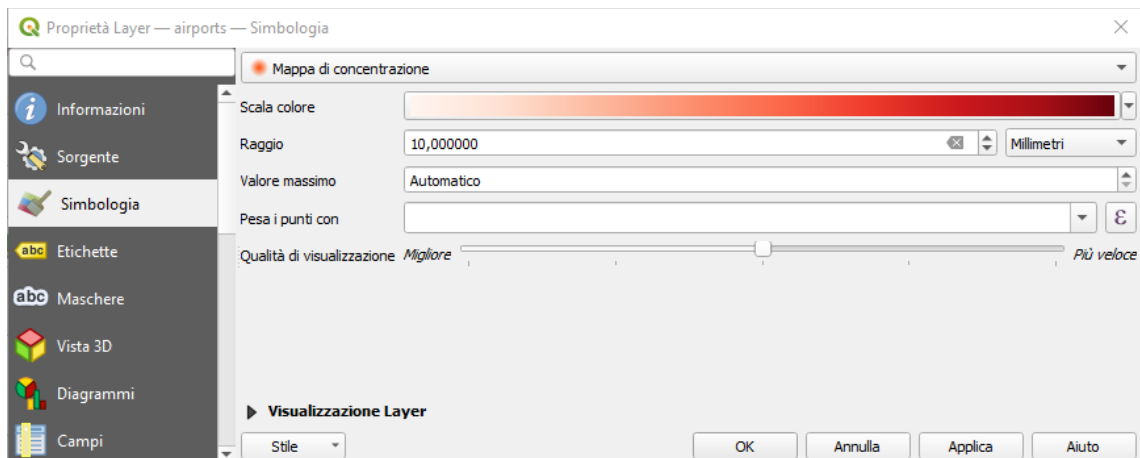 Proprietà Layer — airports — Simbologia
Mappa di concentrazione
Informazioni
Scala colore
Raggio
10,000000
Millimetri
Sorgente
Valore massimo
Automatico
Simbologia
Pesa i punti con
ε
abc Etichette
Qualità di visualizzazione Migliore Più veloce
abc Maschere
Vista 3D
Diagrammi
Visualizzazione Layer
Campi
Stile
OK
Annulla
Applica
Aiuto